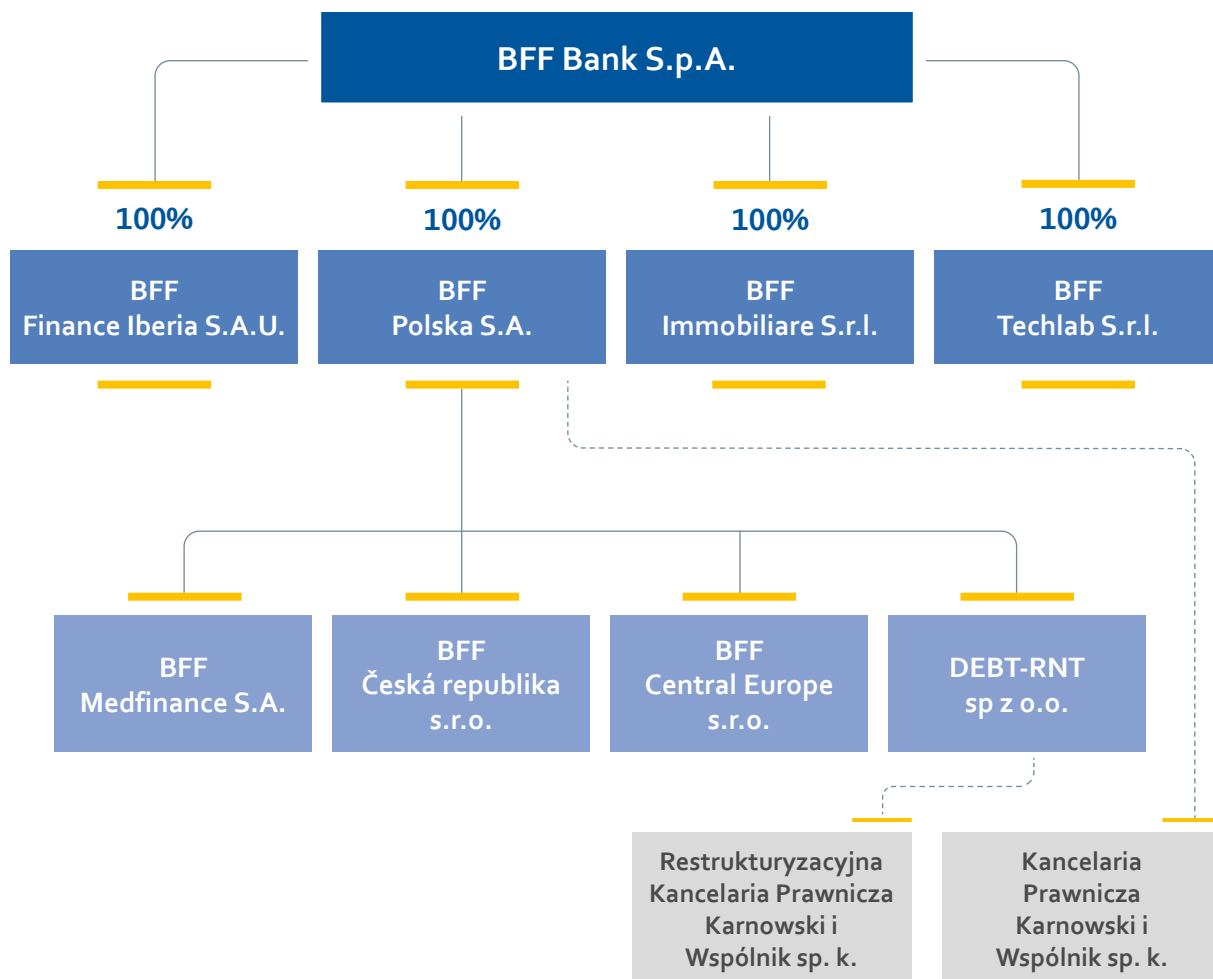 BFF Bank S.p.A.
100%
100%
100%
100%
BFF
Finance Iberia S.A.U.
BFF
Polska S.A.
BFF
Immobiliare S.r.l.
BFF
Techlab S.r.l.
BFF
Medfinance S.A.
BFF
Česká republika
s.r.o.
BFF
Central Europe
s.r.o.
DEBT-RNT
sp z o.o.
Restrukturyzacyjna
Kancelaria Prawnicza
Karnowski i
Wspólnik sp. k.
Kancelaria
Prawnicza
Karnowski i
Wspólnik sp. k.